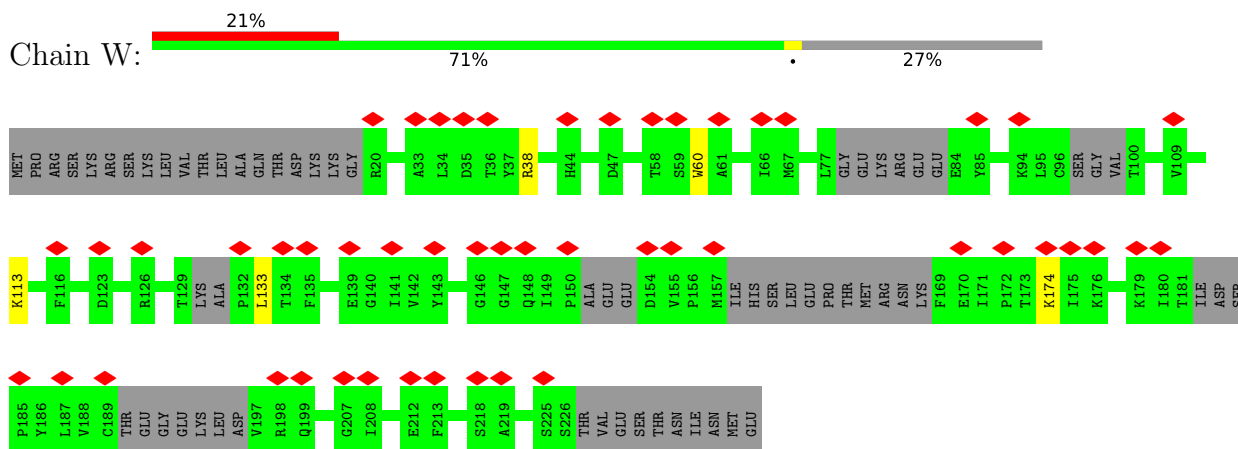 21%
Chain W:
71% • 27%
MET PRO ARG SER LYS ARG SER LYS LEU VAL THR LEU ALA GLN THR ASP LYS LYS GLY R20 A33 L34 D35 T36 Y37 R38 H44 D47 T58 S59 W60 A61 I66 M67 L77 GLY GLU LYS ARG GLU GLU E84 Y85 K94 L95 C96 SER GLY VAL T100 V109
K113 F116 D123 R126 T129 LYS ALA P132 L133 T134 F135 E139 G140 I141 V142 Y143 G146 G147 Q148 I149 P150 ALA GLU GLU D154 V155 P156 M157 ILE HIS SER LEU GLU PRO THR MET ARG ASN LYS F169 E170 I171 P172 T173 K174 I175 K176 K179 I180 T181 ILE ASP SER
P185 Y186 L187 V188 C189 THR GLU GLY GLU LYS LEU ASP V197 R198 Q199 G207 I208 E212 F213 S218 A219 S225 S226 THR VAL GLU SER THR ASN ILE ASN MET GLU